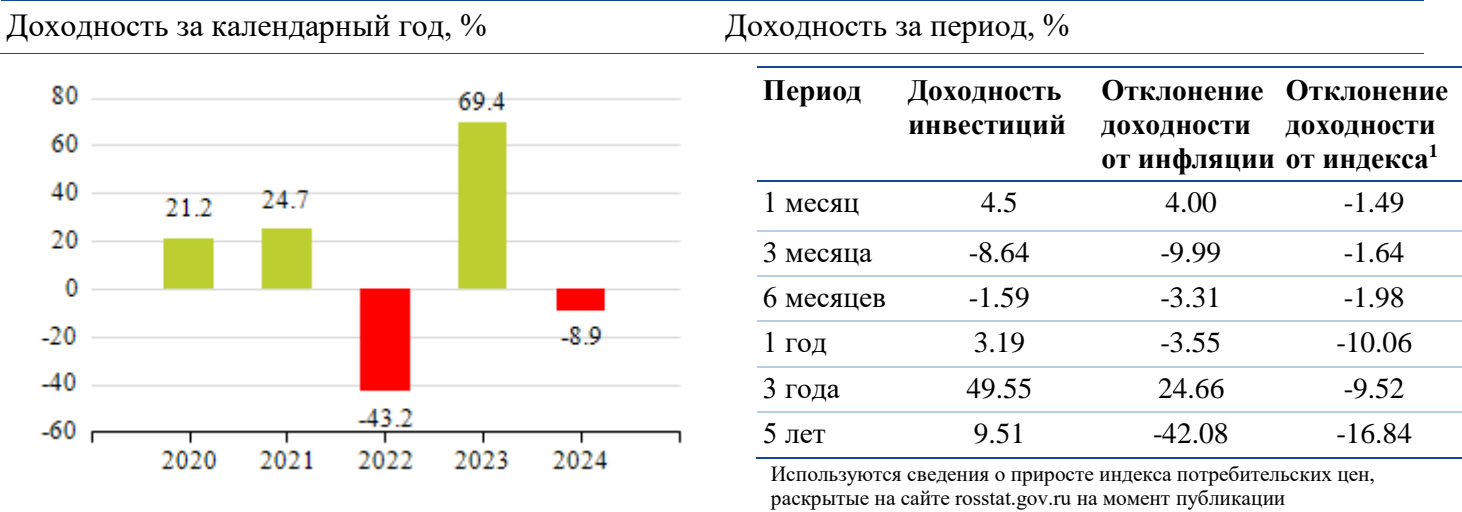 Доходность за календарный год, %
80
60
40
20
0
-20
-40
-60
21.2
24.7
-43.2
69.4
-8.9
2020 2021 2022 2023 2024
Доходность за период, %
Период Доходность Отклонение Отклонение
инвестиций доходности доходности
от инфляции от индекса¹
1 месяц 4.5 4.00 -1.49
3 месяца -8.64 -9.99 -1.64
6 месяцев -1.59 -3.31 -1.98
1 год 3.19 -3.55 -10.06
3 года 49.55 24.66 -9.52
5 лет 9.51 -42.08 -16.84
Используются сведения о приросте индекса потребительских цен,
раскрытые на сайте rosstat.gov.ru на момент публикации